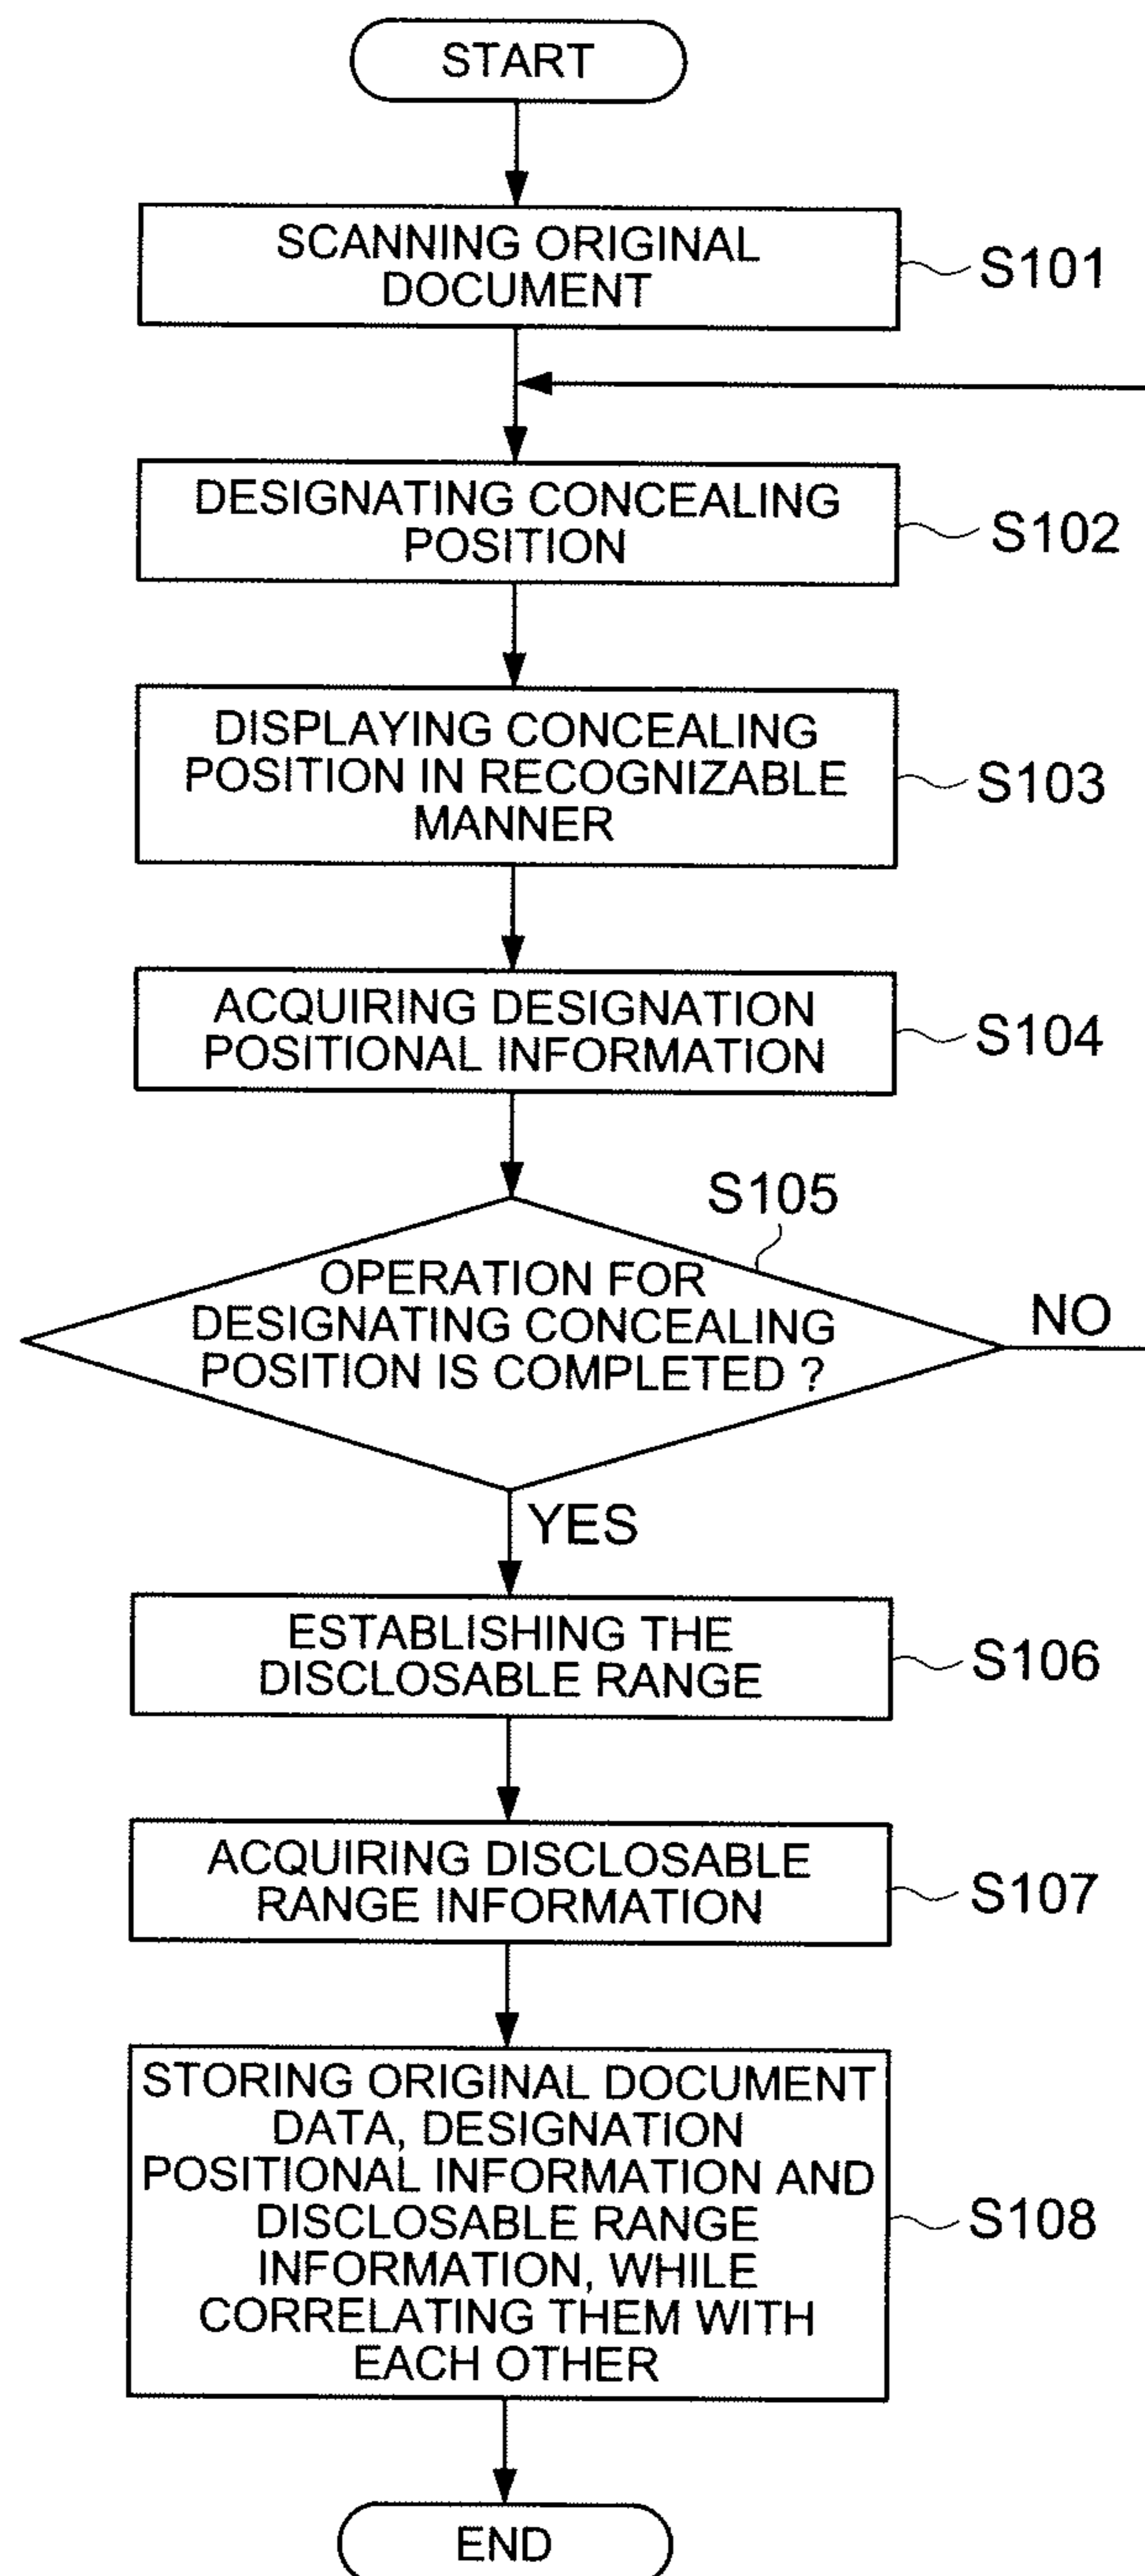 START
SCANNING ORIGINAL
DOCUMENT
S101
DESIGNATING CONCEALING
POSITION
S102
DISPLAYING CONCEALING
POSITION IN RECOGNIZABLE
MANNER
S103
ACQUIRING DESIGNATION
POSITIONAL INFORMATION
S104
S105
OPERATION FOR
DESIGNATING CONCEALING
POSITION IS COMPLETED ?
NO
YES
ESTABLISHING THE
DISCLOSABLE RANGE
S106
ACQUIRING DISCLOSABLE
RANGE INFORMATION
S107
STORING ORIGINAL DOCUMENT
DATA, DESIGNATION
POSITIONAL INFORMATION AND
DISCLOSABLE RANGE
INFORMATION, WHILE
CORRELATING THEM WITH
EACH OTHER
S108
END